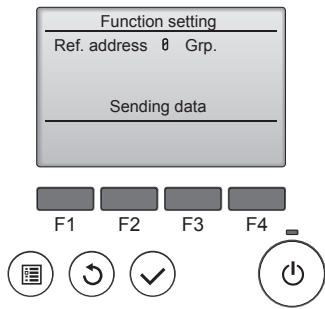 Function setting
Ref. address 0 Grp.
Sending data
F1 F2 F3 F4